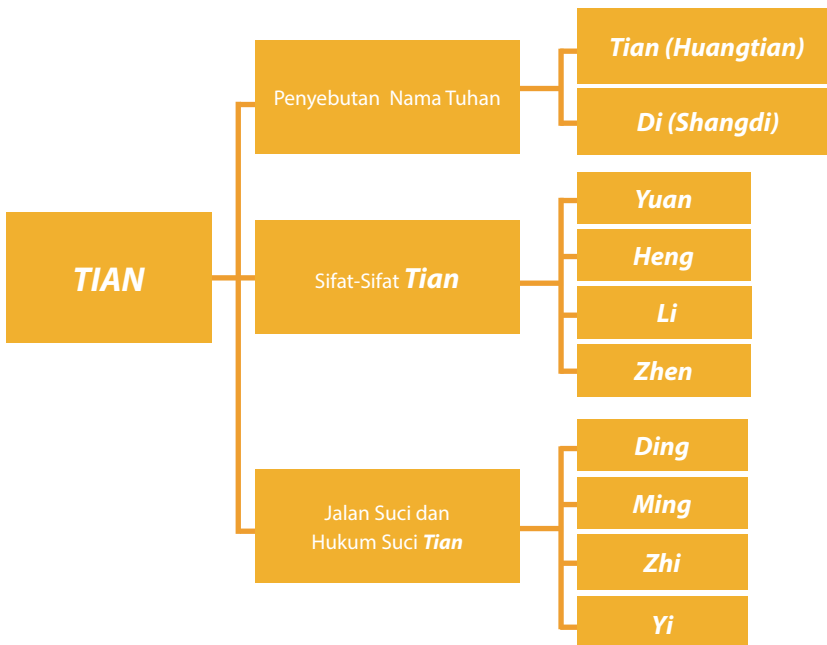 TIAN
Penyebutan Nama Tuhan
Tian (Huangtian)
Di (Shangdi)
Sifat-Sifat Tian
Yuan
Heng
Li
Zhen
Jalan Suci dan
Hukum Suci Tian
Ding
Ming
Zhi
Yi